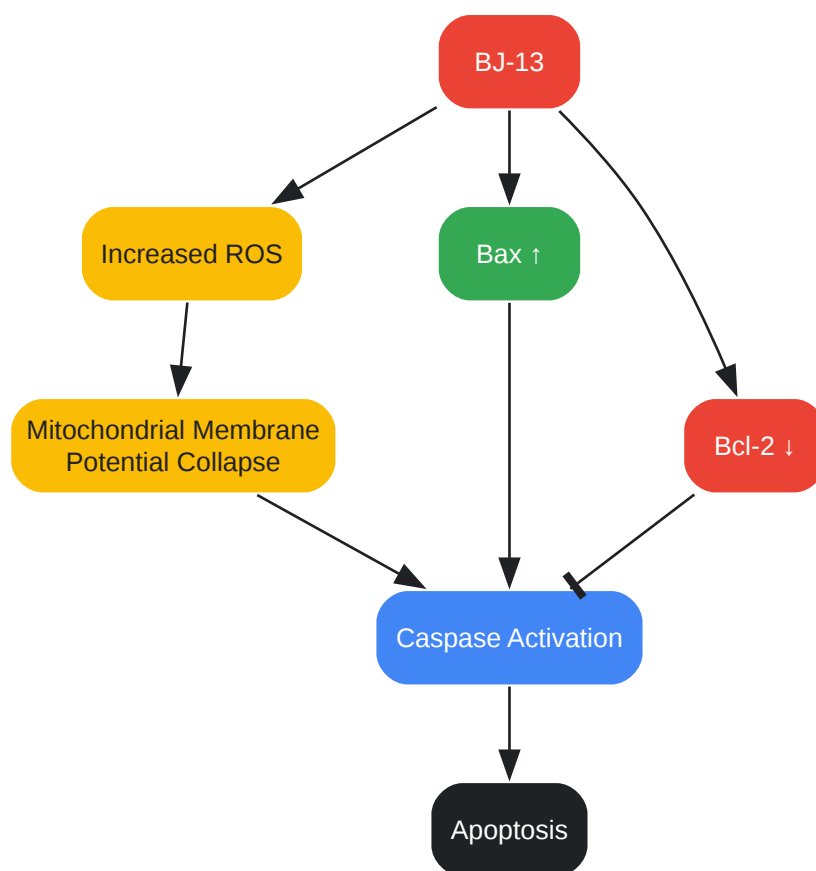 BJ-13
Increased ROS
Bax ↑
Mitochondrial Membrane
Potential Collapse
Bcl-2 ↓
Caspase Activation
Apoptosis